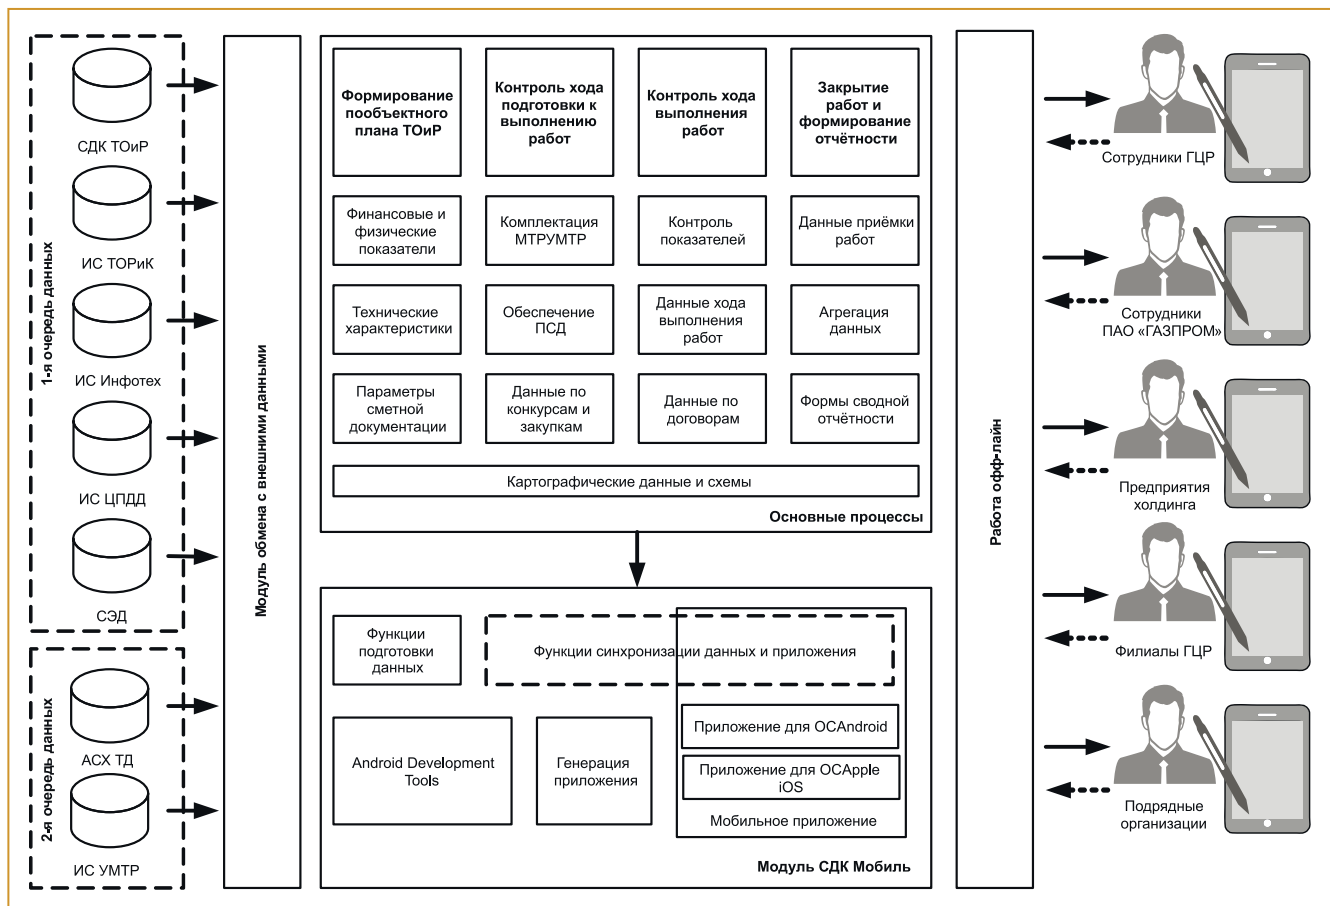 1-я очередь данных
СДК ТОиР
ИС ТОРиК
ИС Инфотех
ИС ЦПДД
СЭД
2-я очередь данных
АСХ ТД
ИС УМТР
Модуль обмена с внешними данными
Формирование
пообъектного
плана ТОиР
Контроль хода
подготовки к
выполнению
работ
Контроль хода
выполнения
работ
Закрытие
работ и
формирование
отчётности
Финансовые и
физические
показатели
Комплектация
МТРУМТР
Контроль
показателей
Данные приёмки
работ
Технические
характеристики
Обеспечение
ПСД
Данные хода
выполнения
работ
Агрегация
данных
Параметры
сметной
документации
Данные по
конкурсам и
закупкам
Данные по
договорам
Формы сводной
отчётности
Картографические данные и схемы
Основные процессы
Функции
подготовки
данных
Функции синхронизации данных и приложения
Android Development
Tools
Генерация
приложения
Приложение для ОСAndroid
Приложение для ОСApple
iOS
Мобильное приложение
Модуль СДК Мобиль
Работа офф-лайн
Сотрудники ГЦР
Сотрудники
ПАО «ГАЗПРОМ»
Предприятия
холдинга
Филиалы ГЦР
Подрядные
организации